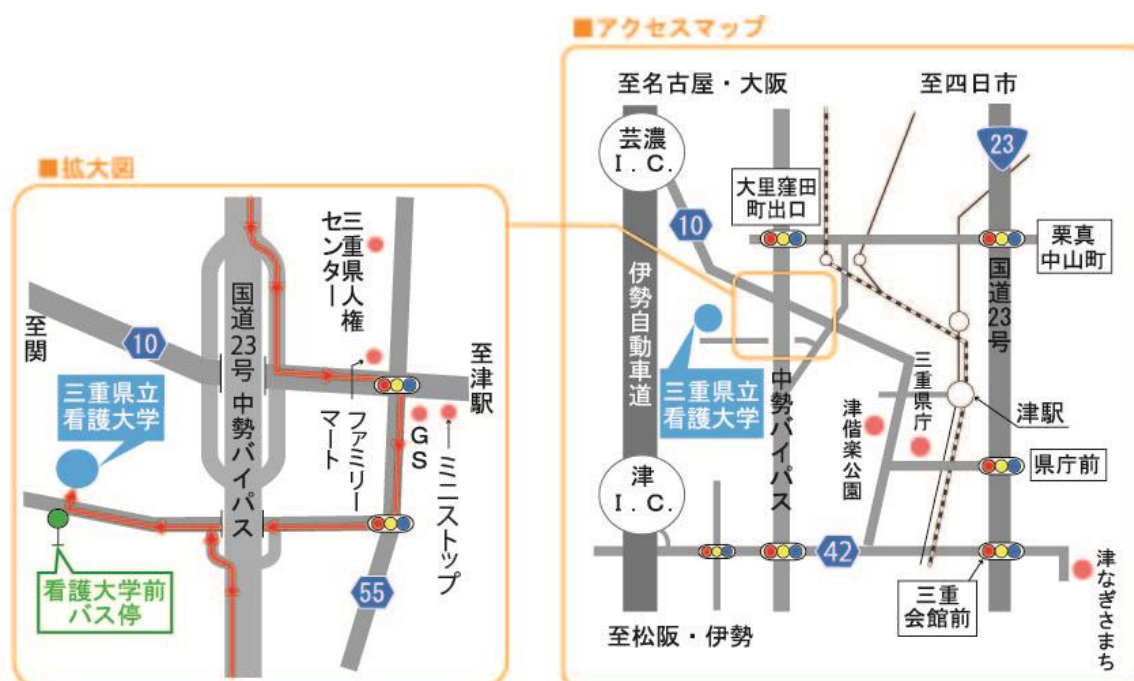 ■アクセスマップ
至名古屋・大阪
至四日市
芸濃
I.C.
23
大里窪田
町出口
10
栗真
中山町
伊勢自動車道
国道23号
三重県立
看護大学
中勢バイパス
三重県庁
津偕楽公園
津駅
県庁前
津
I.C.
42
三重
会館前
津なぎさまち
至松阪・伊勢
■拡大図
三重県人権
センター
国道23号 中勢バイパス
至関
10
至津駅
三重県立
看護大学
ファミリー
マート
GS
ミニストップ
看護大学前
バス停
55